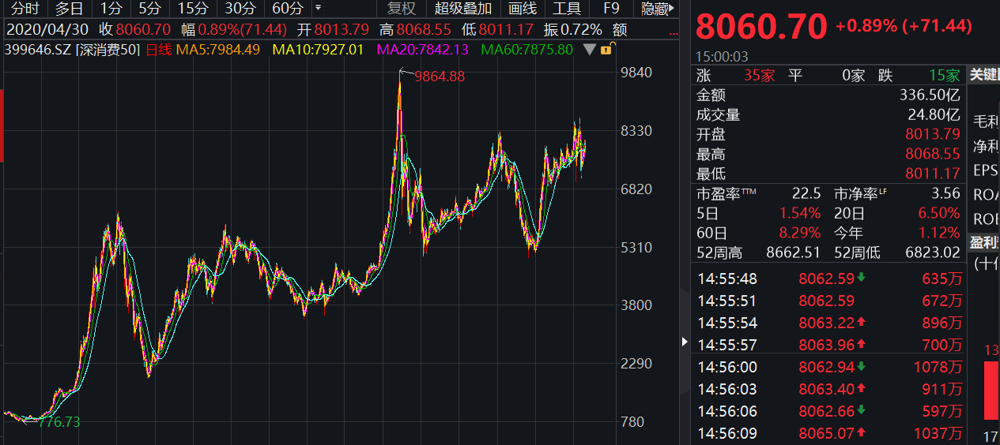 分时 多日 1分 5分 15分 30分 60分 复权 超级叠加 画线 工具 F9 隐藏
2020/04/30 收 8060.70 幅 0.89%(71.44) 开 8013.79 高 8068.55 低 8011.17 振 0.72% 额 ...
399646.SZ [深消费50] 日线 MA5:7984.49 MA10:7927.01 MA20:7842.13 MA60:7875.80
9864.88
776.73
9840
8330
6820
5310
3800
2290
780
8060.70 +0.89% (+71.44)
15:00:03
涨 35家 平 0家 跌 15家
金额 336.50亿
成交量 24.80亿
开盘 8013.79
最高 8068.55
最低 8011.17
市盈率TTM 22.5 市净率LF 3.56
5日 1.54% 20日 6.50%
60日 8.29% 今年 1.12%
52周高 8662.51 52周低 6823.02
14:55:48 8062.59 635万
14:55:51 8062.59 672万
14:55:54 8063.22 896万
14:55:57 8063.96 700万
14:56:00 8062.94 1078万
14:56:03 8063.40 911万
14:56:06 8062.66 597万
14:56:09 8065.07 1037万
关键
毛利
净利
EPS
ROA
ROE
盈利
(十亿
13
17